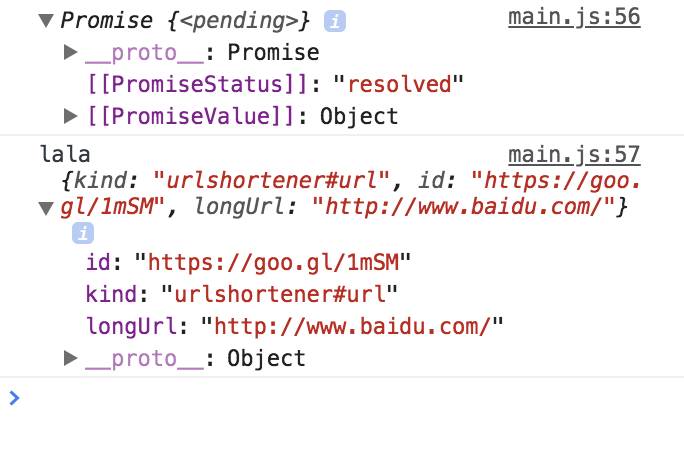 Promise {<pending>} i main.js:56
__proto__: Promise
[[PromiseStatus]]: "resolved"
[[PromiseValue]]: Object
lala main.js:57
{kind: "urlshortener#url", id: "https://goo.
gl/1mSM", longUrl: "http://www.baidu.com/"}
i
id: "https://goo.gl/1mSM"
kind: "urlshortener#url"
longUrl: "http://www.baidu.com/"
__proto__: Object
>